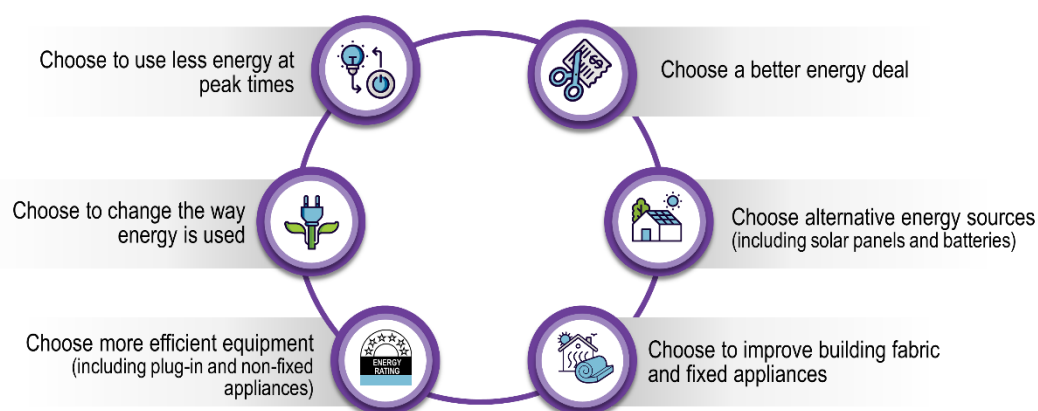 Choose to use less energy at
peak times
Choose a better energy deal
Choose to change the way
energy is used
Choose alternative energy sources
(including solar panels and batteries)
Choose more efficient equipment
(including plug-in and non-fixed
appliances)
ENERGY
RATING
Choose to improve building fabric
and fixed appliances
$